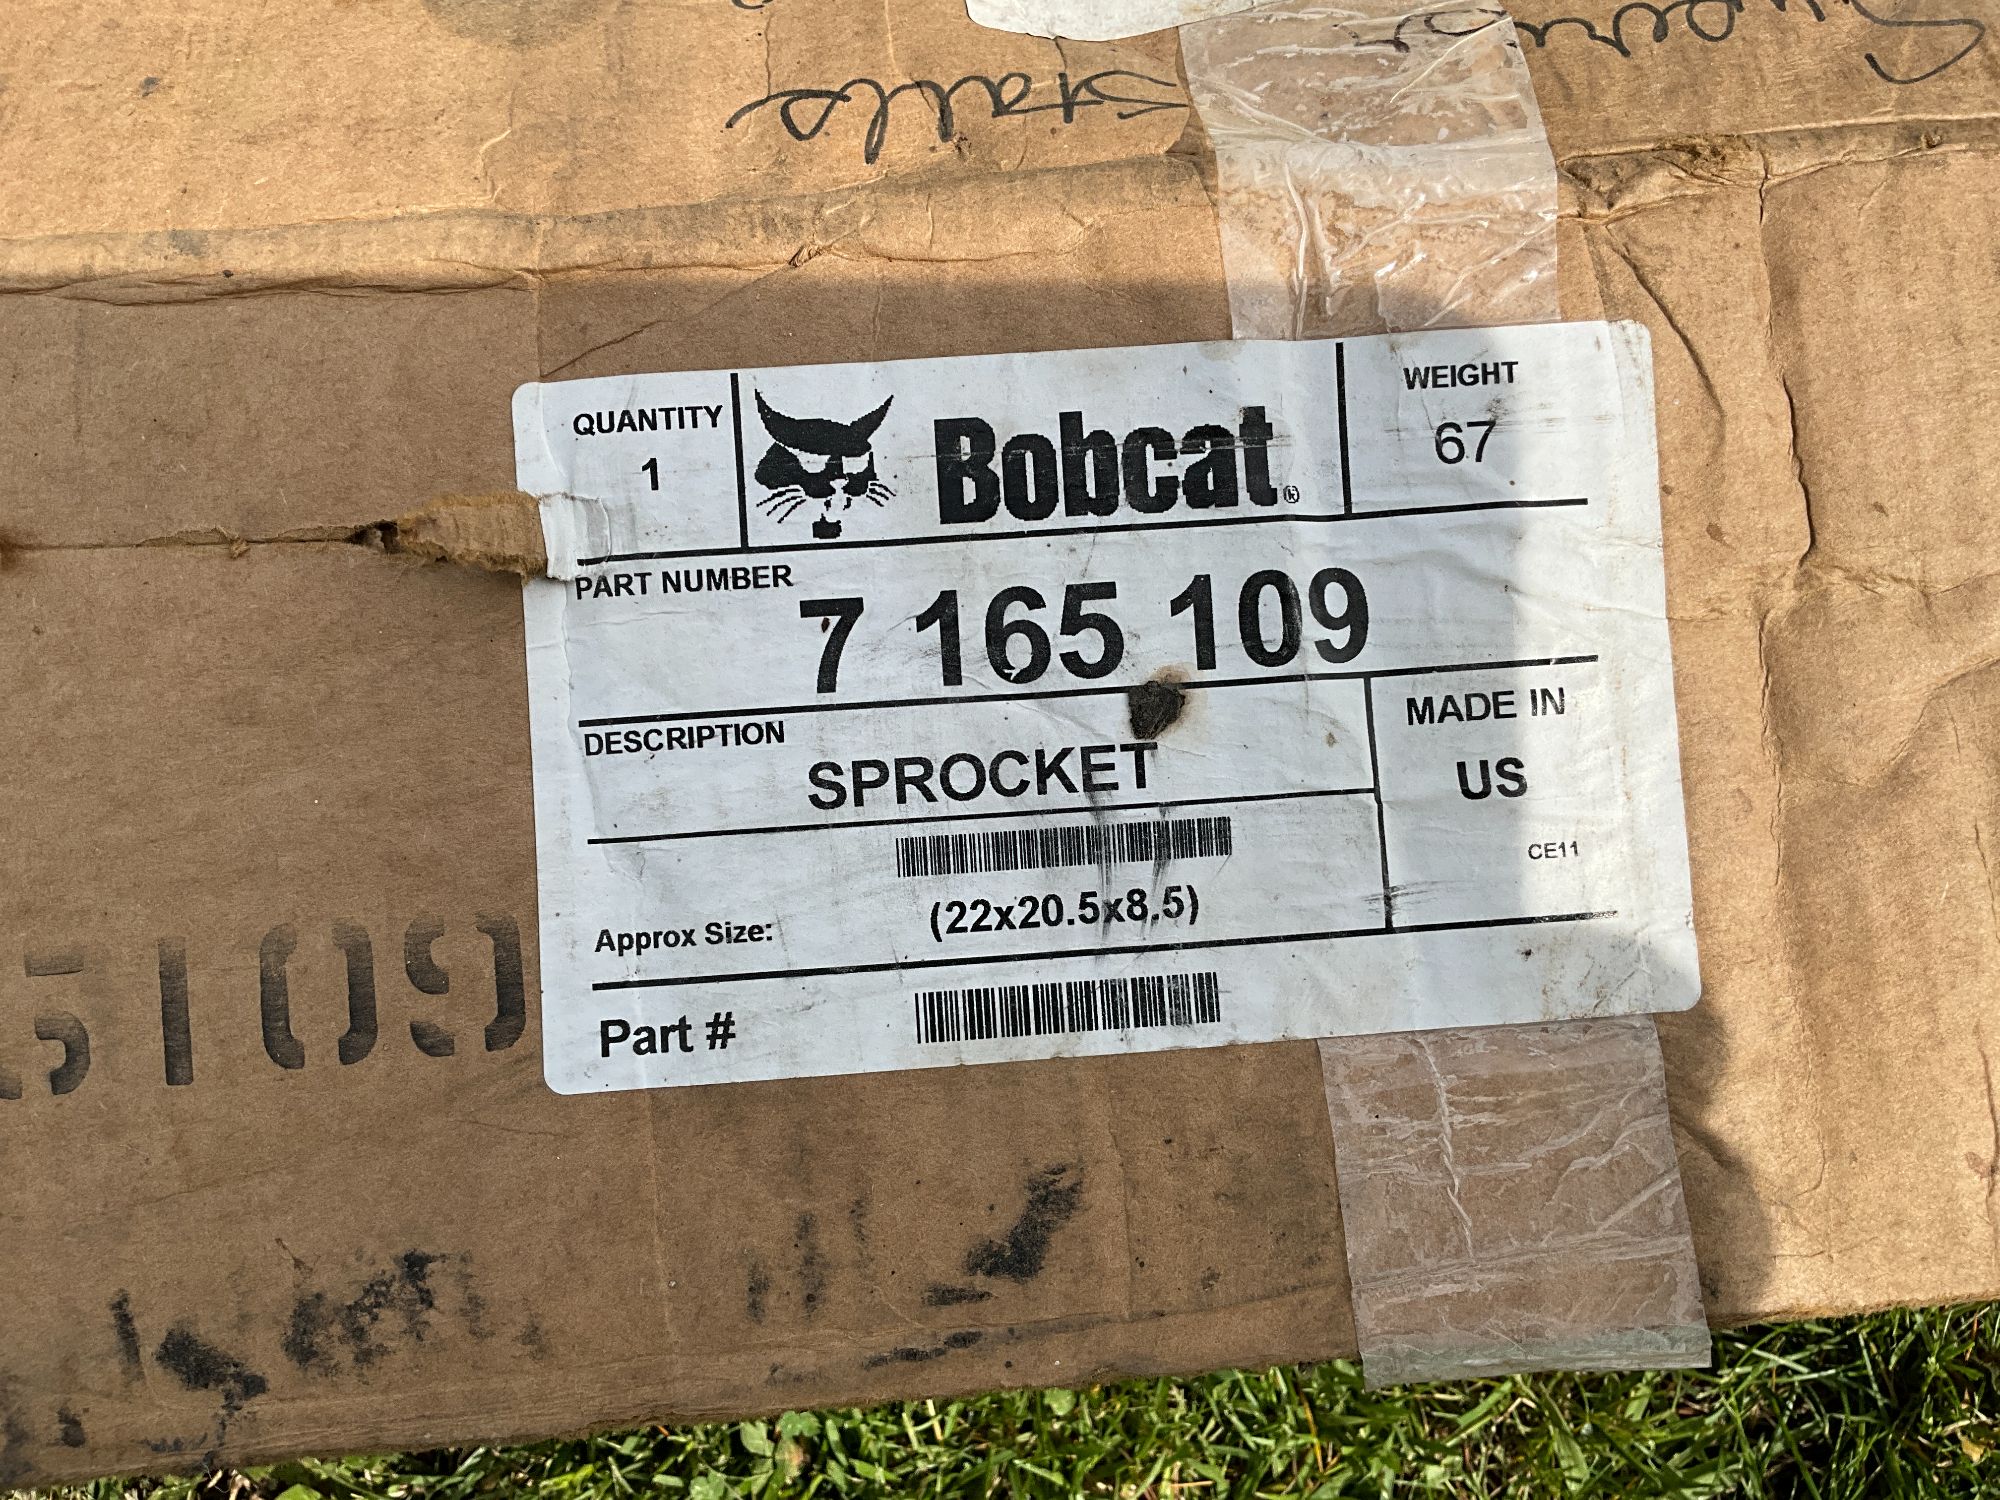 Stals
QUANTITY
1
Bobcat®
WEIGHT
67
PART NUMBER
7 165 109
DESCRIPTION
SPROCKET
MADE IN
US
CE11
Approx Size:
(22x20.5x8.5)
Part #
5109